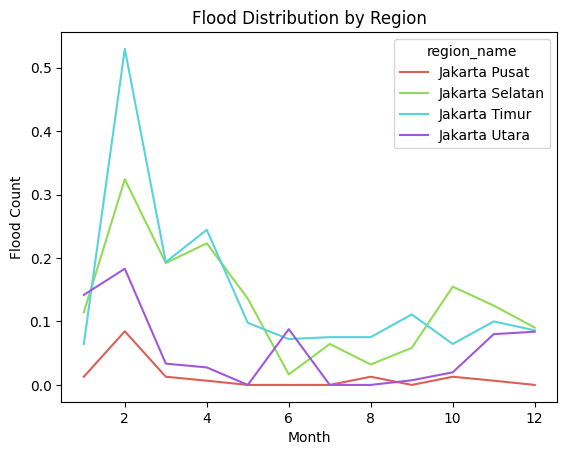 Flood Distribution by Region
region_name
Jakarta Pusat
Jakarta Selatan
Jakarta Timur
Jakarta Utara
Flood Count
0.5
0.4
0.3
0.2
0.1
0.0
2 4 6 8 10 12
Month